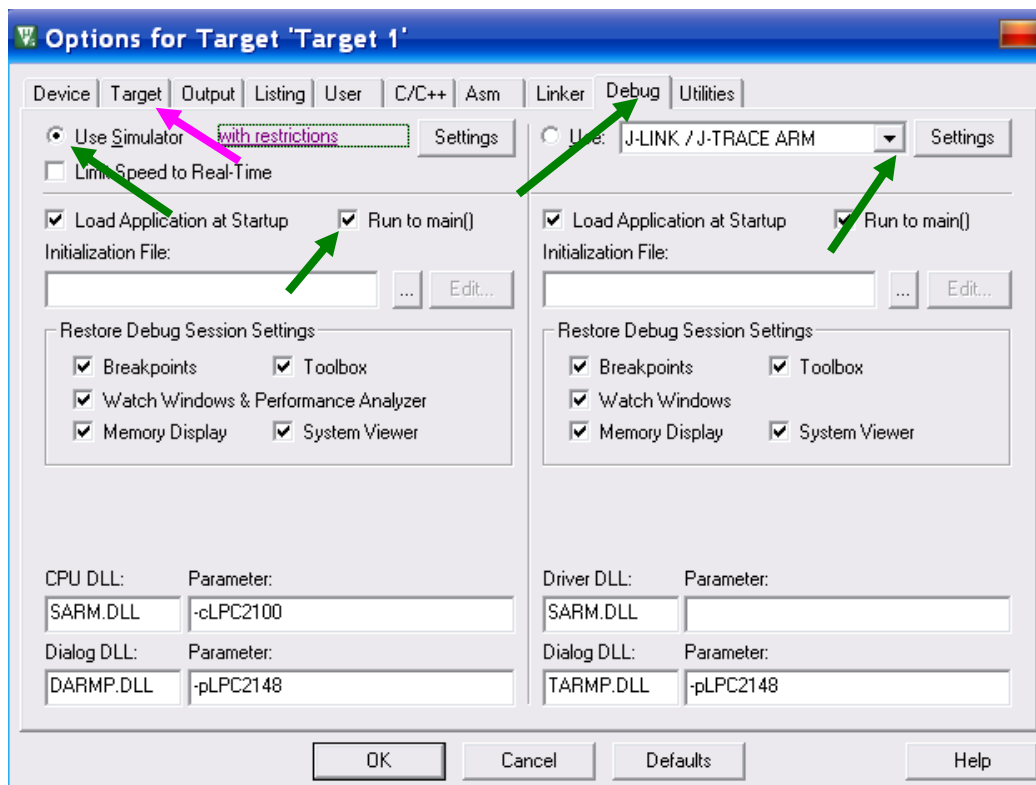 Options for Target 'Target 1'
Device Target Output Listing User C/C++ Asm Linker Debug Utilities
Use Simulator with restrictions Settings Use: J-LINK / J-TRACE ARM Settings
Limit Speed to Real-Time
Load Application at Startup Run to main() Load Application at Startup Run to main()
Initialization File: Initialization File:
... Edit... ... Edit...
Restore Debug Session Settings Restore Debug Session Settings
Breakpoints Toolbox Breakpoints Toolbox
Watch Windows & Performance Analyzer Watch Windows
Memory Display System Viewer Memory Display System Viewer
CPU DLL: Parameter: Driver DLL: Parameter:
SARM.DLL -cLPC2100 SARM.DLL
Dialog DLL: Parameter: Dialog DLL: Parameter:
DARMP.DLL -pLPC2148 TARMP.DLL -pLPC2148
OK Cancel Defaults Help